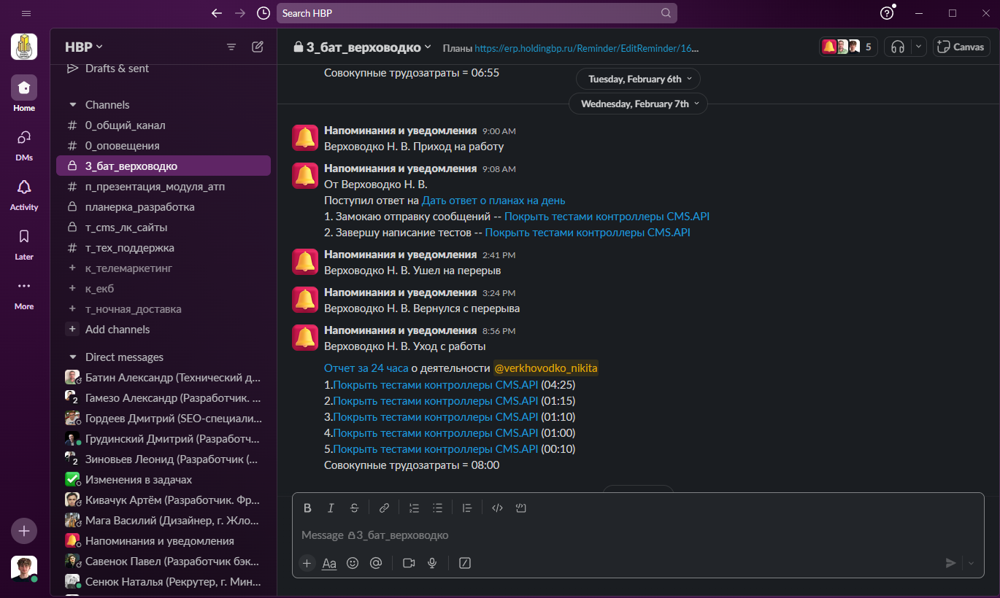 Search HBP
HBP
Drafts & sent
Channels
# 0_общий_канал
# 0_оповещения
3_бат_верховодко
# п_презентация_модуля_атп
планерка_разработка
т_cms_лк_сайты
# т_тех_поддержка
+ к_телемаркетинг
+ к_екб
+ т_ночная_доставка
+ Add channels
Direct messages
Батин Александр (Технический д...
2 Гамезо Александр (Разработчик. ...
Гордеев Дмитрий (SEO-специали...
Грудинский Дмитрий (Разработч...
2 Зиновьев Леонид (Разработчик (...
Изменения в задачах
Кивачук Артём (Разработчик. Фр...
Мага Василий (Дизайнер, г. Жло...
Напоминания и уведомления
Савенок Павел (Разработчик бэк...
Сенюк Наталья (Рекрутер, г. Мин...
Home
DMs
Activity
Later
More
3_бат_верховодко
Планы https://erp.holdingbp.ru/Reminder/EditReminder/16...
5
Canvas
Совокупные трудозатраты = 06:55
Tuesday, February 6th
Wednesday, February 7th
Напоминания и уведомления 9:00 AM
Верховодко Н. В. Приход на работу
Напоминания и уведомления 9:08 AM
От Верховодко Н. В.
Поступил ответ на Дать ответ о планах на день
1. Замокаю отправку сообщений -- Покрыть тестами контроллеры CMS.API
2. Завершу написание тестов -- Покрыть тестами контроллеры CMS.API
Напоминания и уведомления 2:41 PM
Верховодко Н. В. Ушел на перерыв
Напоминания и уведомления 3:24 PM
Верховодко Н. В. Вернулся с перерыва
Напоминания и уведомления 8:56 PM
Верховодко Н. В. Уход с работы
Отчет за 24 часа о деятельности @verkhovodko_nikita
1.Покрыть тестами контроллеры CMS.API (04:25)
2.Покрыть тестами контроллеры CMS.API (01:15)
3.Покрыть тестами контроллеры CMS.API (01:10)
4.Покрыть тестами контроллеры CMS.API (01:00)
5.Покрыть тестами контроллеры CMS.API (00:10)
Совокупные трудозатраты = 08:00
B I S
Message 3_бат_верховодко
Aa